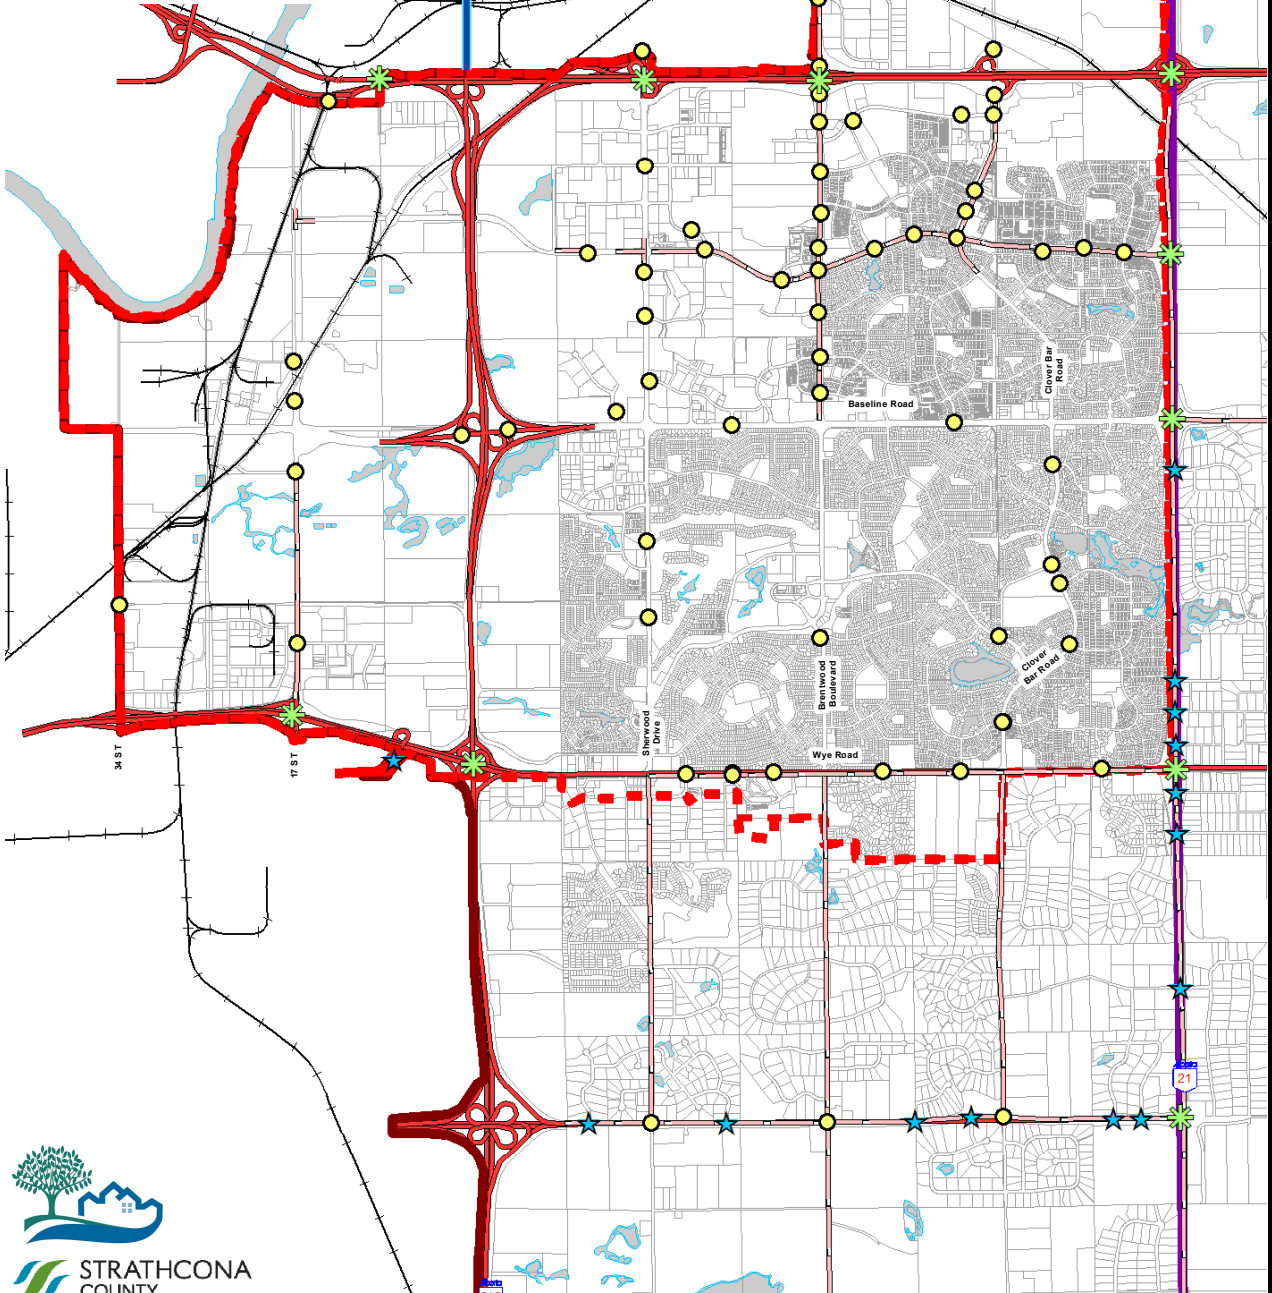 Clover Bar
Road
Baseline Road
Clover
Bar Road
Brentwood
Boulevard
Sherwood
Drive
Wye Road
34 ST
17 ST
21
STRATHCONA
COUNTY